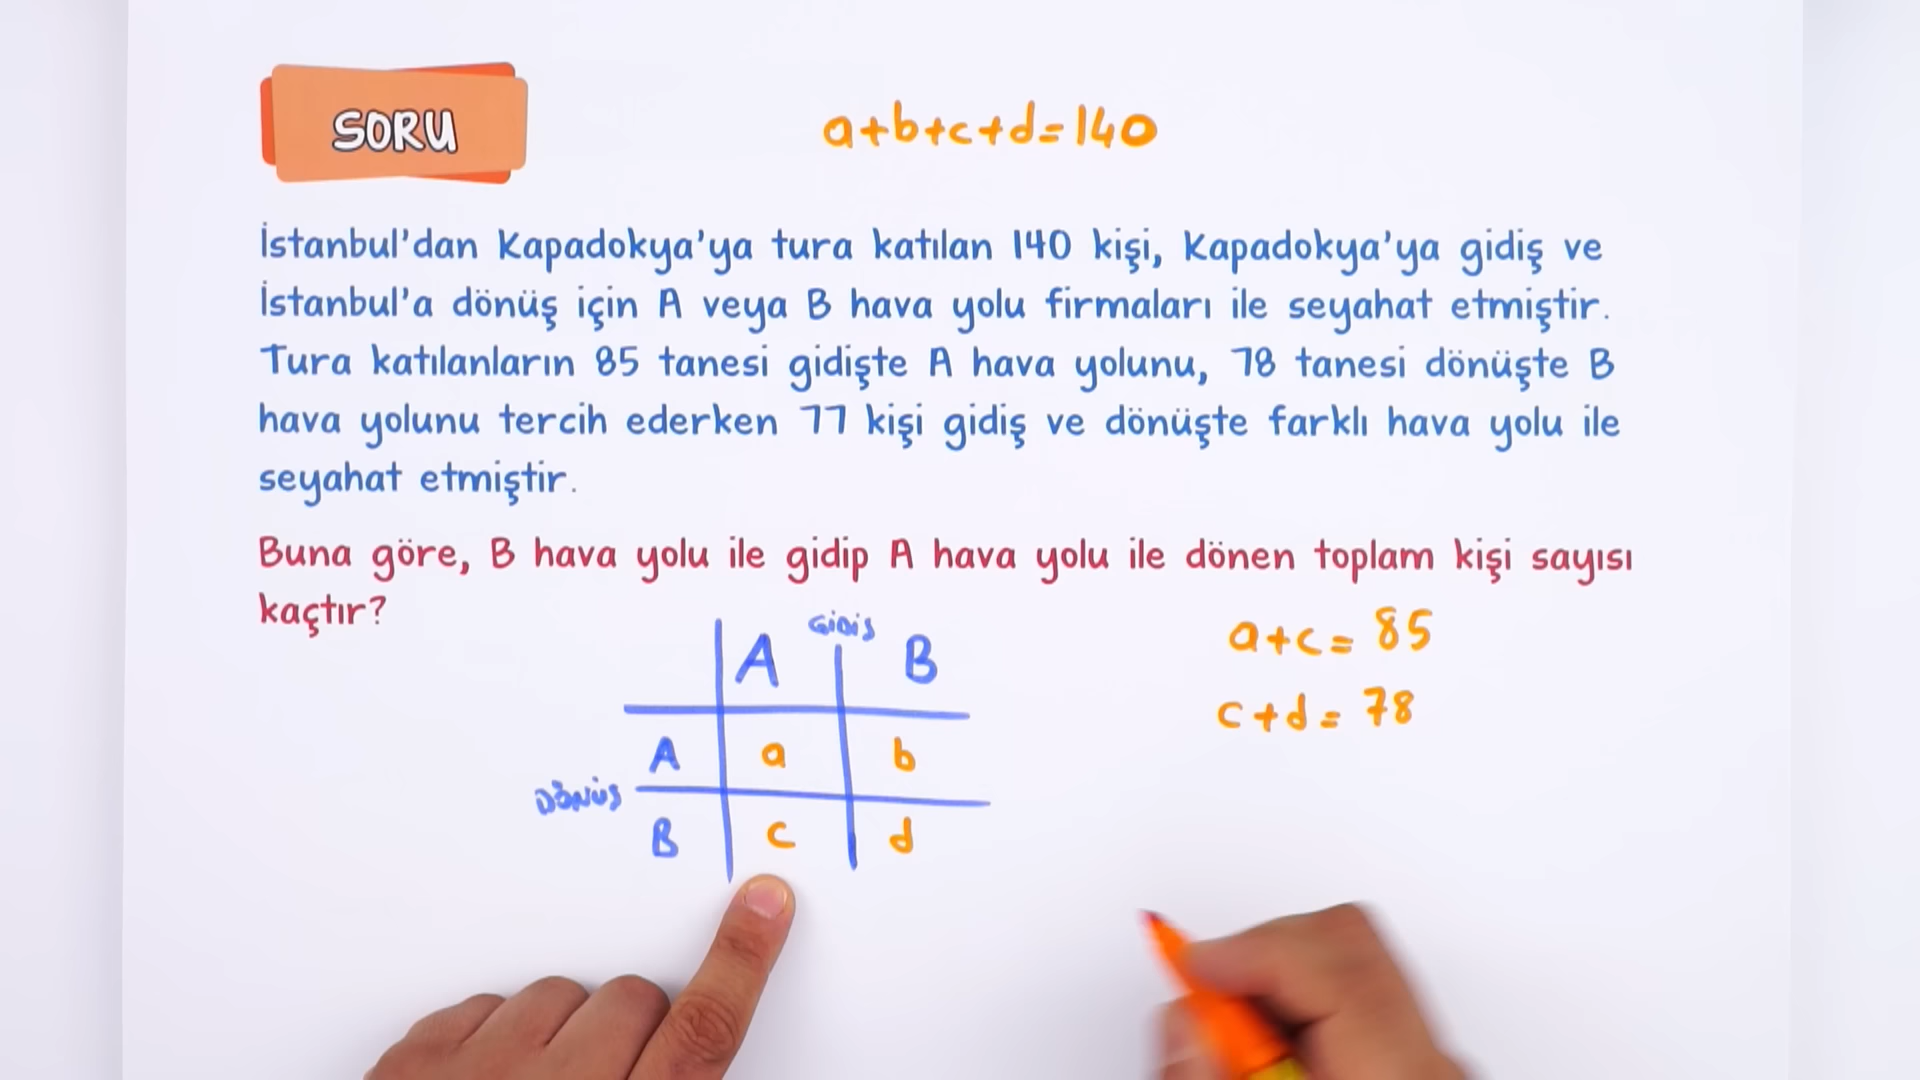 SORU
a+b+c+d=140
İstanbul'dan Kapadokya'ya tura katılan 140 kişi, Kapadokya'ya gidiş ve
İstanbul'a dönüş için A veya B hava yolu firmaları ile seyahat etmiştir.
Tura katılanların 85 tanesi gidişte A hava yolunu, 78 tanesi dönüşte B
hava yolunu tercih ederken 77 kişi gidiş ve dönüşte farklı hava yolu ile
seyahat etmiştir.
Buna göre, B hava yolu ile gidip A hava yolu ile dönen toplam kişi sayısı
kaçtır?
GİDİŞ
A B
A a b
DÖNÜŞ
B c d
a+c= 85
c+d= 78